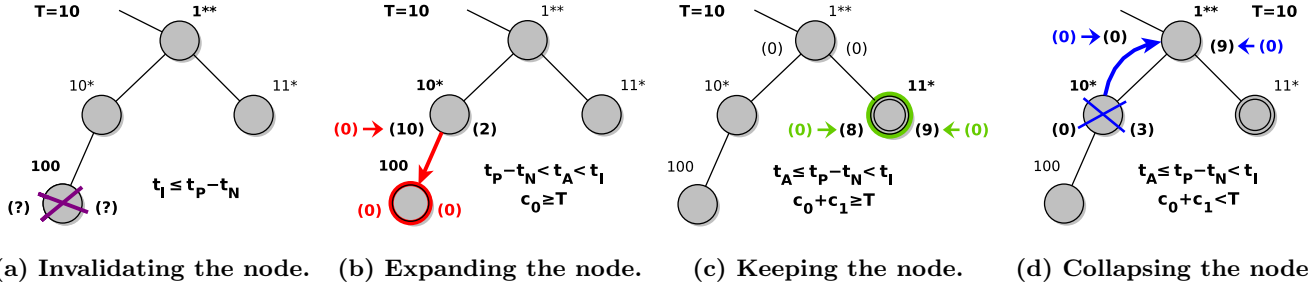 T=10
1**
10*
11*
100
(?)
(?)
t_I ≤ t_P − t_N
(a) Invalidating the node.
T=10
1**
10*
11*
(0) → (10)
(2)
100
(0)
(0)
t_P − t_N < t_A < t_I
c_0 ≥ T
(b) Expanding the node.
T=10
1**
(0)
(0)
10*
11*
(0) → (8)
(9) ← (0)
100
t_A ≤ t_P − t_N < t_I
c_0 + c_1 ≥ T
(c) Keeping the node.
1**
T=10
(0) → (0)
(9) ← (0)
10*
11*
(0)
(3)
100
t_A ≤ t_P − t_N < t_I
c_0 + c_1 < T
(d) Collapsing the node